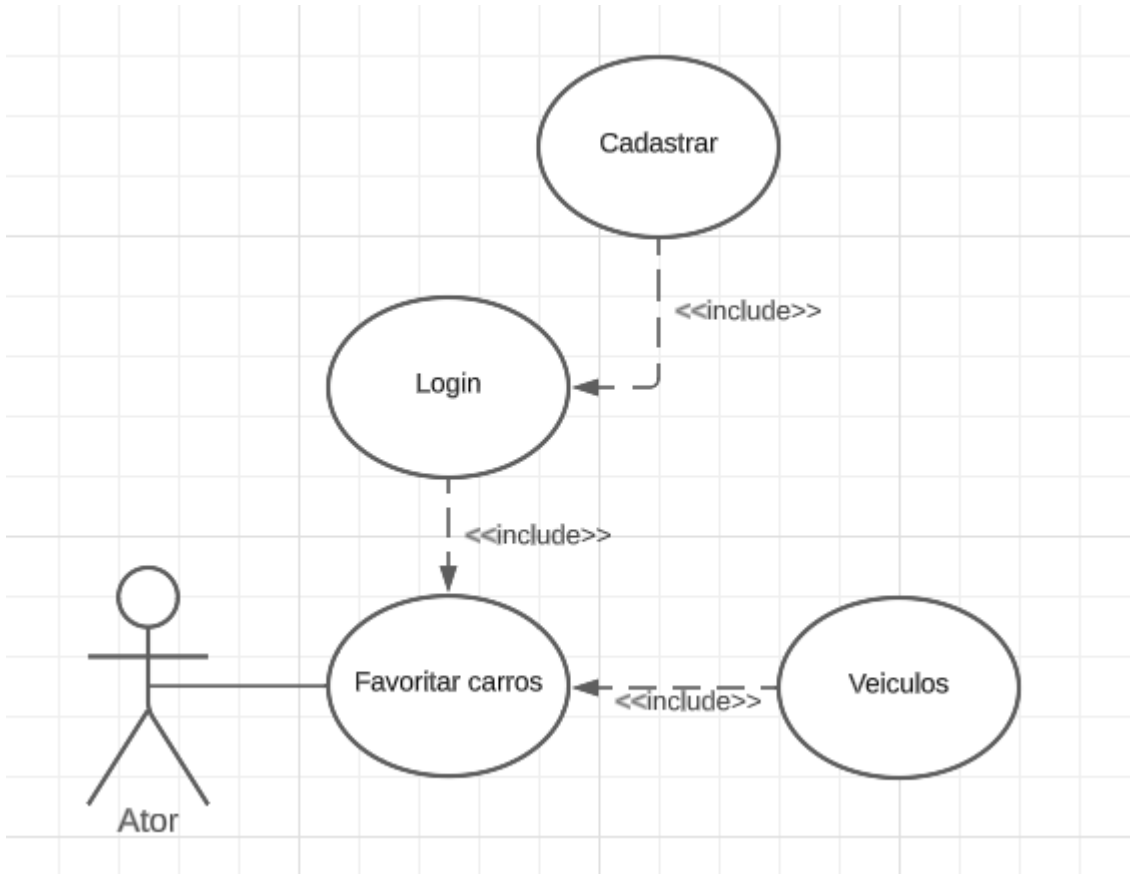 Cadastrar
<<include>>
Login
<<include>>
Favoritar carros
<<include>>
Veiculos
Ator